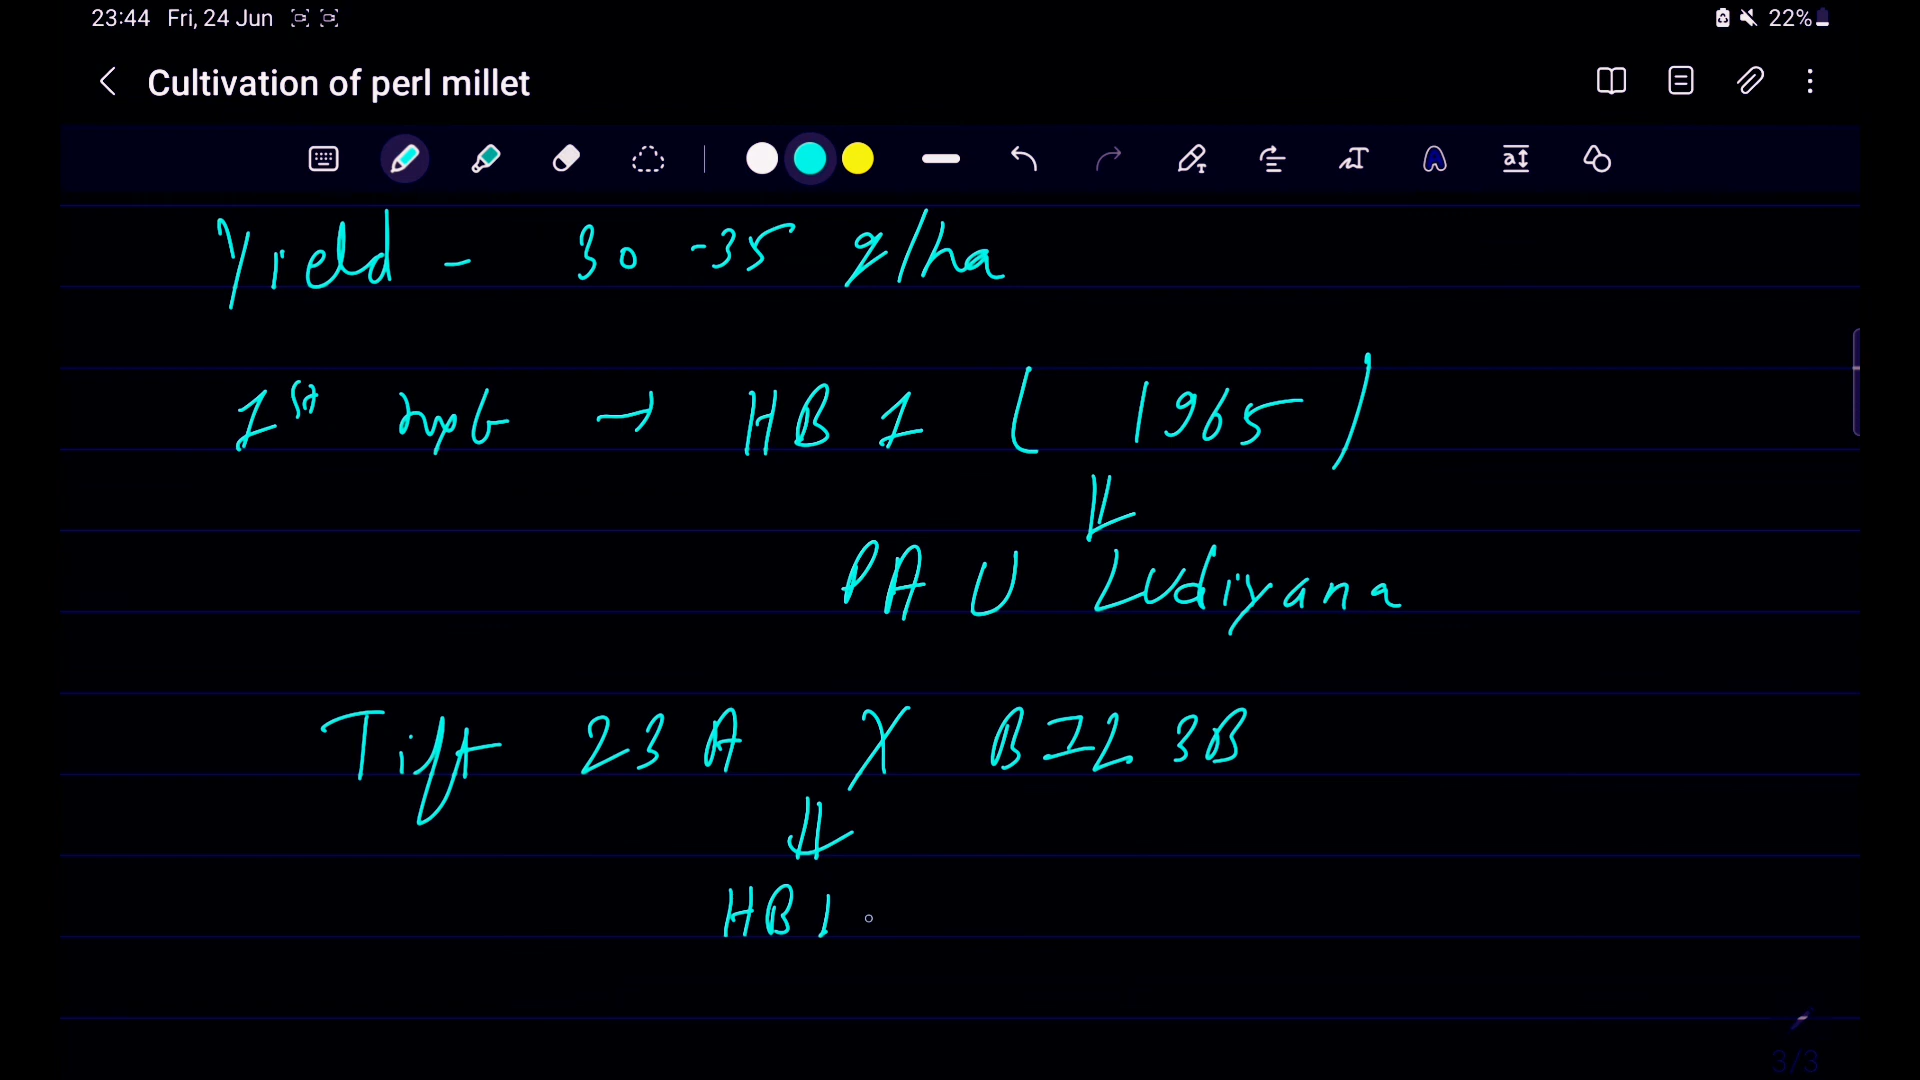 23:44 Fri, 24 Jun 22%
Cultivation of perl millet
Yield - 30 -35 q/ha
1st → HB 1 ( 1965 )
PAU Ludiyana
Tift 23 A X BIL 3B
HB 1
3/3